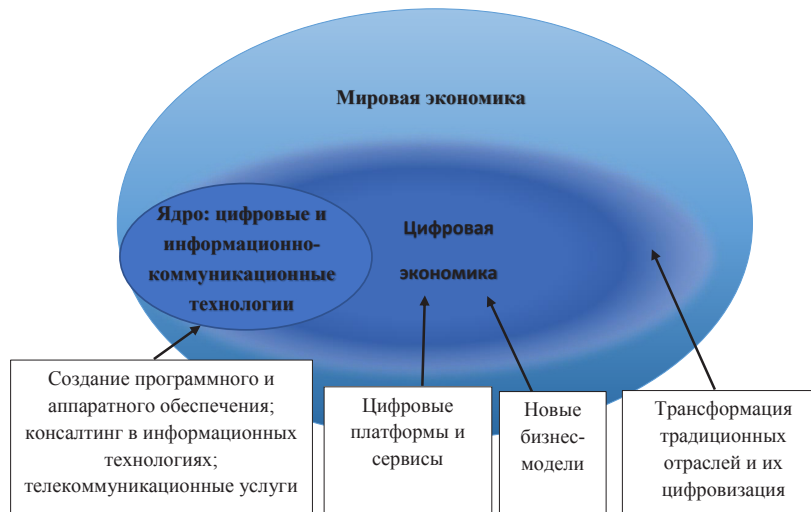 Мировая экономика
Ядро: цифровые и
информационно-
коммуникационные
технологии
Цифровая
экономика
Создание программного и
аппаратного обеспечения;
консалтинг в информационных
технологиях;
телекоммуникационные услуги
Цифровые
платформы и
сервисы
Новые
бизнес-
модели
Трансформация
традиционных
отраслей и их
цифровизация